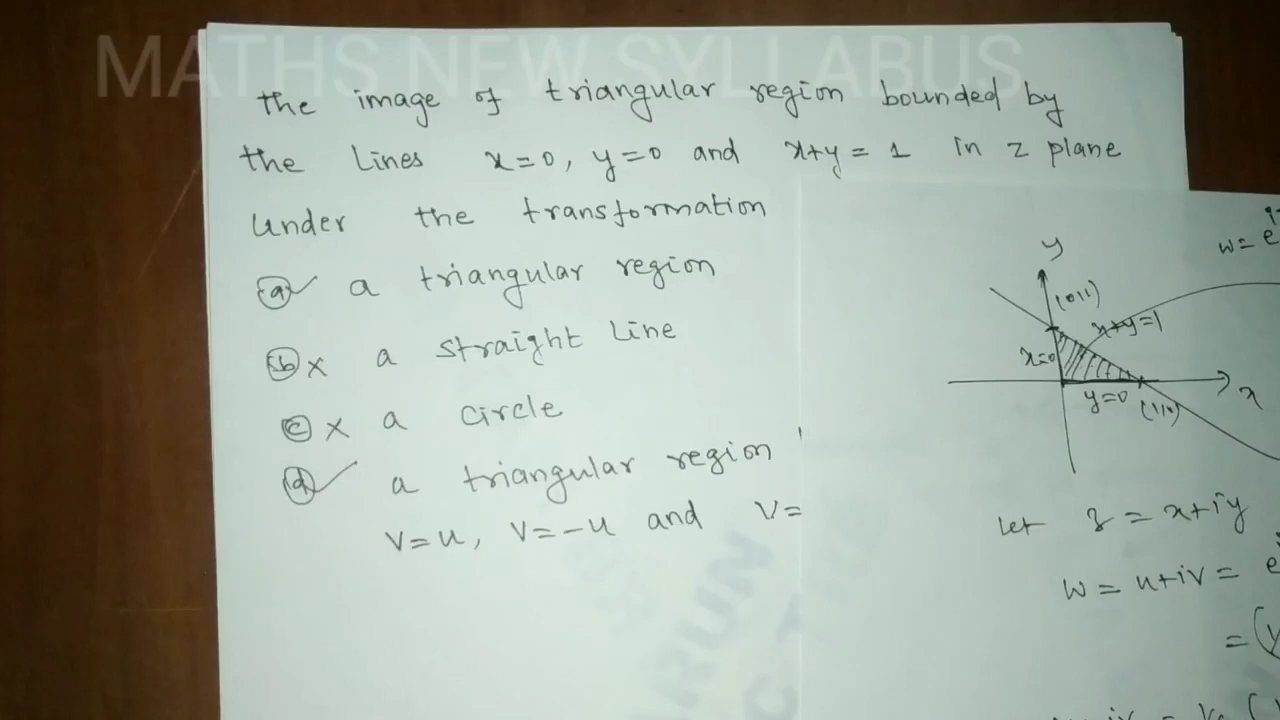 MATHS NEW SYLLABUS
the image of triangular region bounded by
the lines x=0, y=0 and x+y=1 in z plane
under the transformation
(a) ✓ a triangular region
(b) x a straight line
(c) x a circle
(d) ✓ a triangular region
v=u, v=-u and v=
w=e
y
(0,1)
x+y=1
x=0
y=0
(1,0)
x
Let z=x+iy
w=u+iv=e
=(
RUN